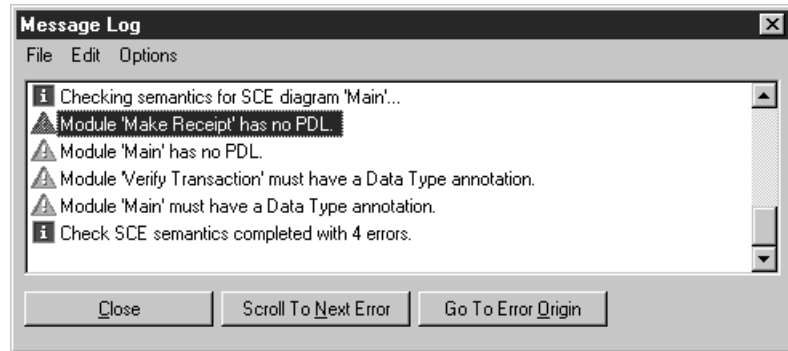 Message Log
File Edit Options
Checking semantics for SCE diagram 'Main'...
Module 'Make Receipt' has no PDL.
Module 'Main' has no PDL.
Module 'Verify Transaction' must have a Data Type annotation.
Module 'Main' must have a Data Type annotation.
Check SCE semantics completed with 4 errors.
Close Scroll To Next Error Go To Error Origin